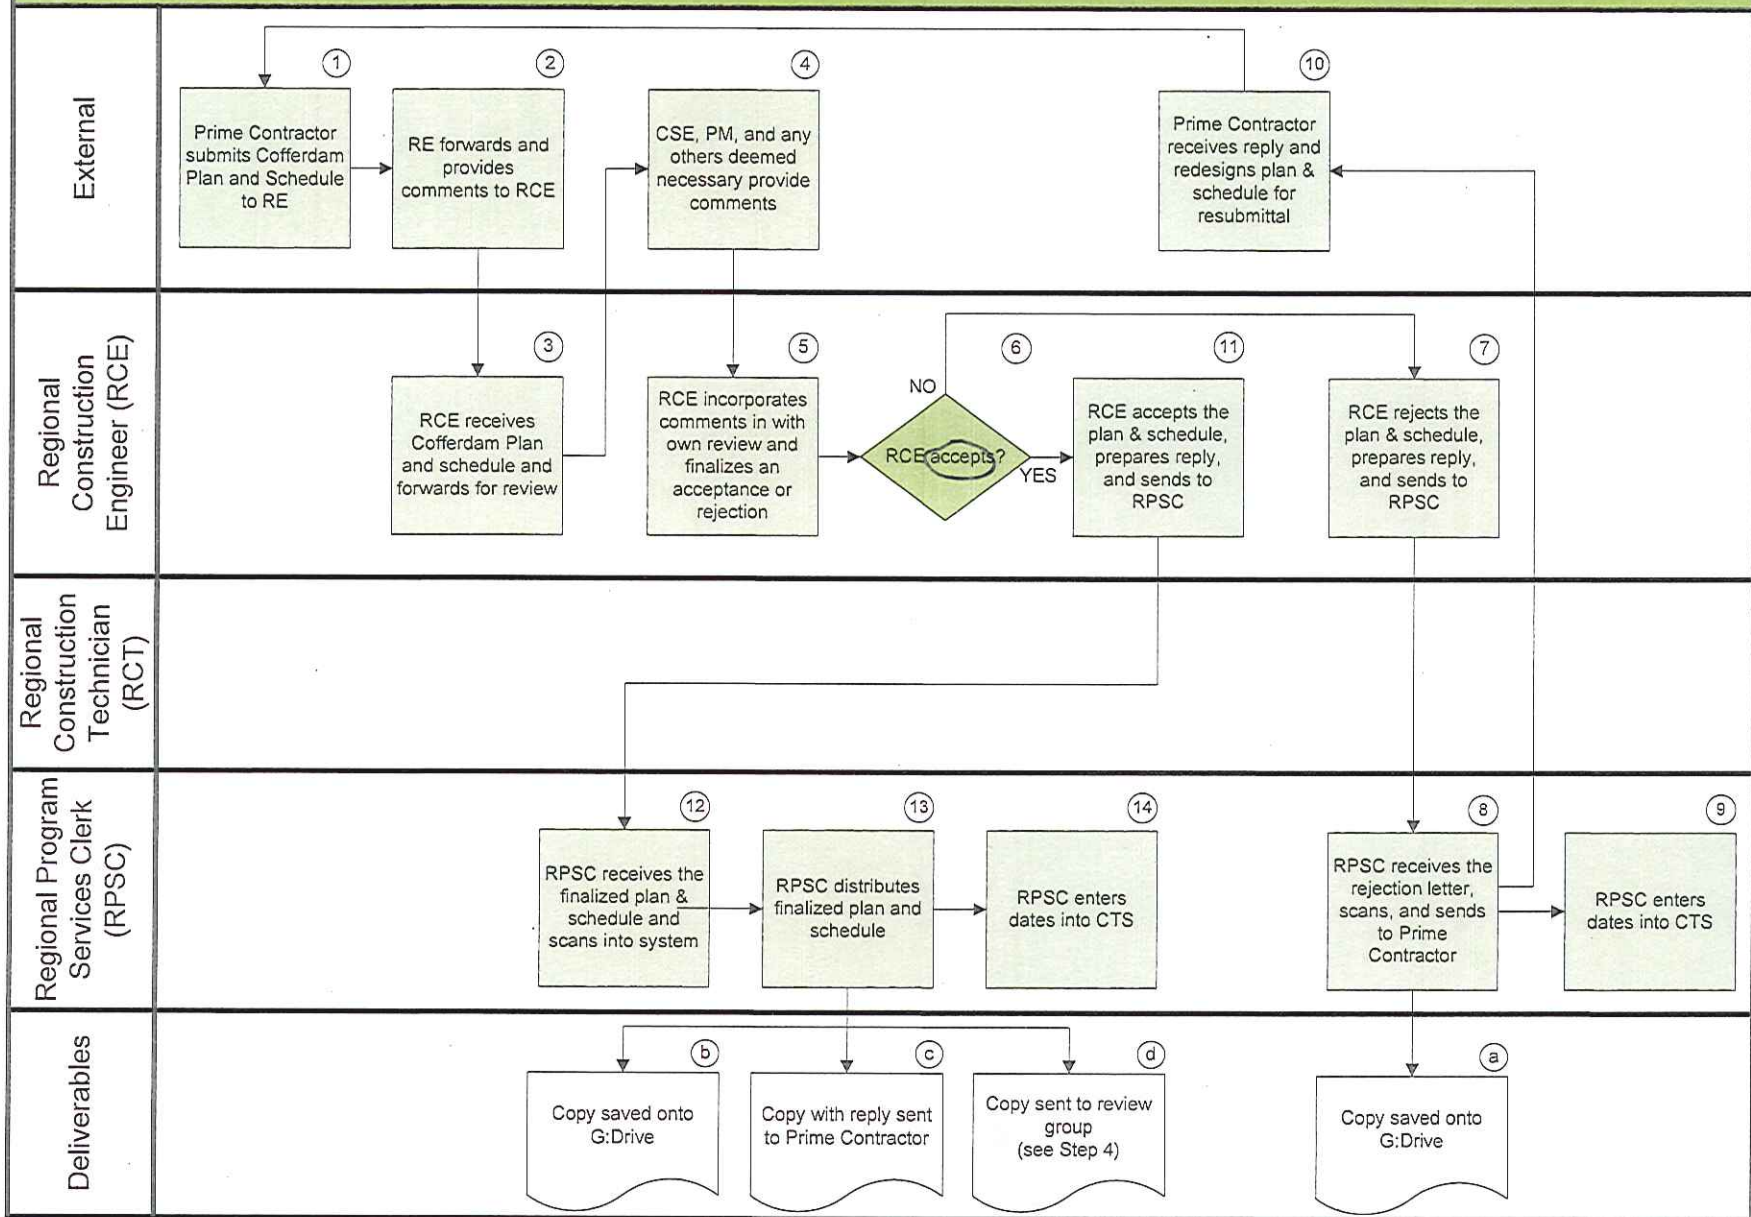 External
1
Prime Contractor
submits Cofferdam
Plan and Schedule
to RE
2
RE forwards and
provides
comments to RCE
4
CSE, PM, and any
others deemed
necessary provide
comments
10
Prime Contractor
receives reply and
redesigns plan &
schedule for
resubmittal
Regional
Construction
Engineer (RCE)
3
RCE receives
Cofferdam Plan
and schedule and
forwards for review
5
RCE incorporates
comments in with
own review and
finalizes an
acceptance or
rejection
6
NO
RCE accepts?
YES
11
RCE accepts the
plan & schedule,
prepares reply,
and sends to
RPSC
7
RCE rejects the
plan & schedule,
prepares reply,
and sends to
RPSC
Regional
Construction
Technician
(RCT)
Regional Program
Services Clerk
(RPSC)
12
RPSC receives the
finalized plan &
schedule and
scans into system
13
RPSC distributes
finalized plan and
schedule
14
RPSC enters
dates into CTS
8
RPSC receives the
rejection letter,
scans, and sends
to Prime
Contractor
9
RPSC enters
dates into CTS
Deliverables
b
Copy saved onto
G:Drive
c
Copy with reply sent
to Prime Contractor
d
Copy sent to review
group
(see Step 4)
a
Copy saved onto
G:Drive